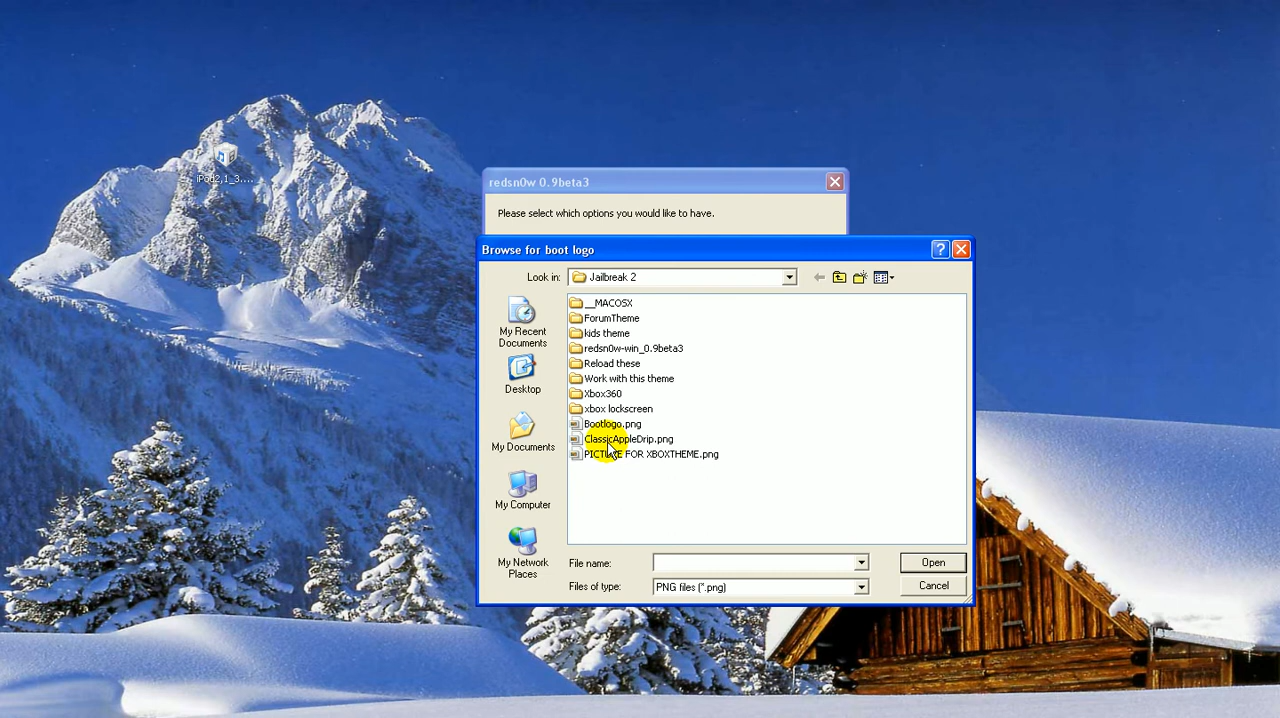 iPod2,1_3....
redsn0w 0.9beta3
Please select which options you would like to have.
Browse for boot logo
Look in:
Jailbreak 2
My Recent
Documents
Desktop
My Documents
My Computer
My Network
Places
__MACOSX
ForumTheme
kids theme
redsn0w-win_0.9beta3
Reload these
Work with this theme
Xbox360
xbox lockscreen
Bootlogo.png
ClassicAppleDrip.png
PICTURE FOR XBOXTHEME.png
File name:
Open
Files of type:
PNG files (*.png)
Cancel